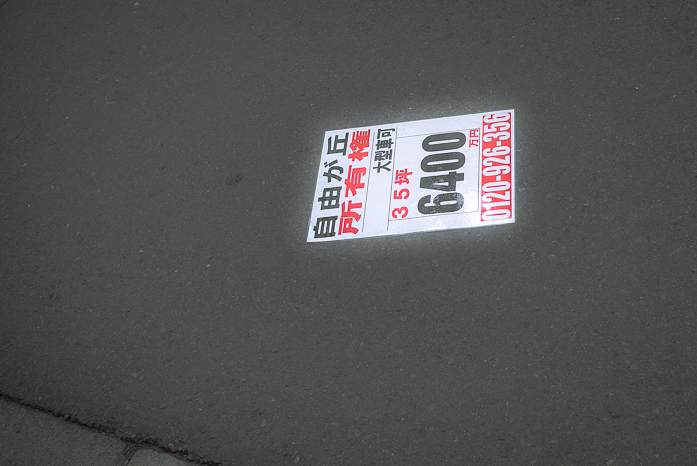 自由が丘
所有権
大型車可
35坪
6400
万円
0120-926-356